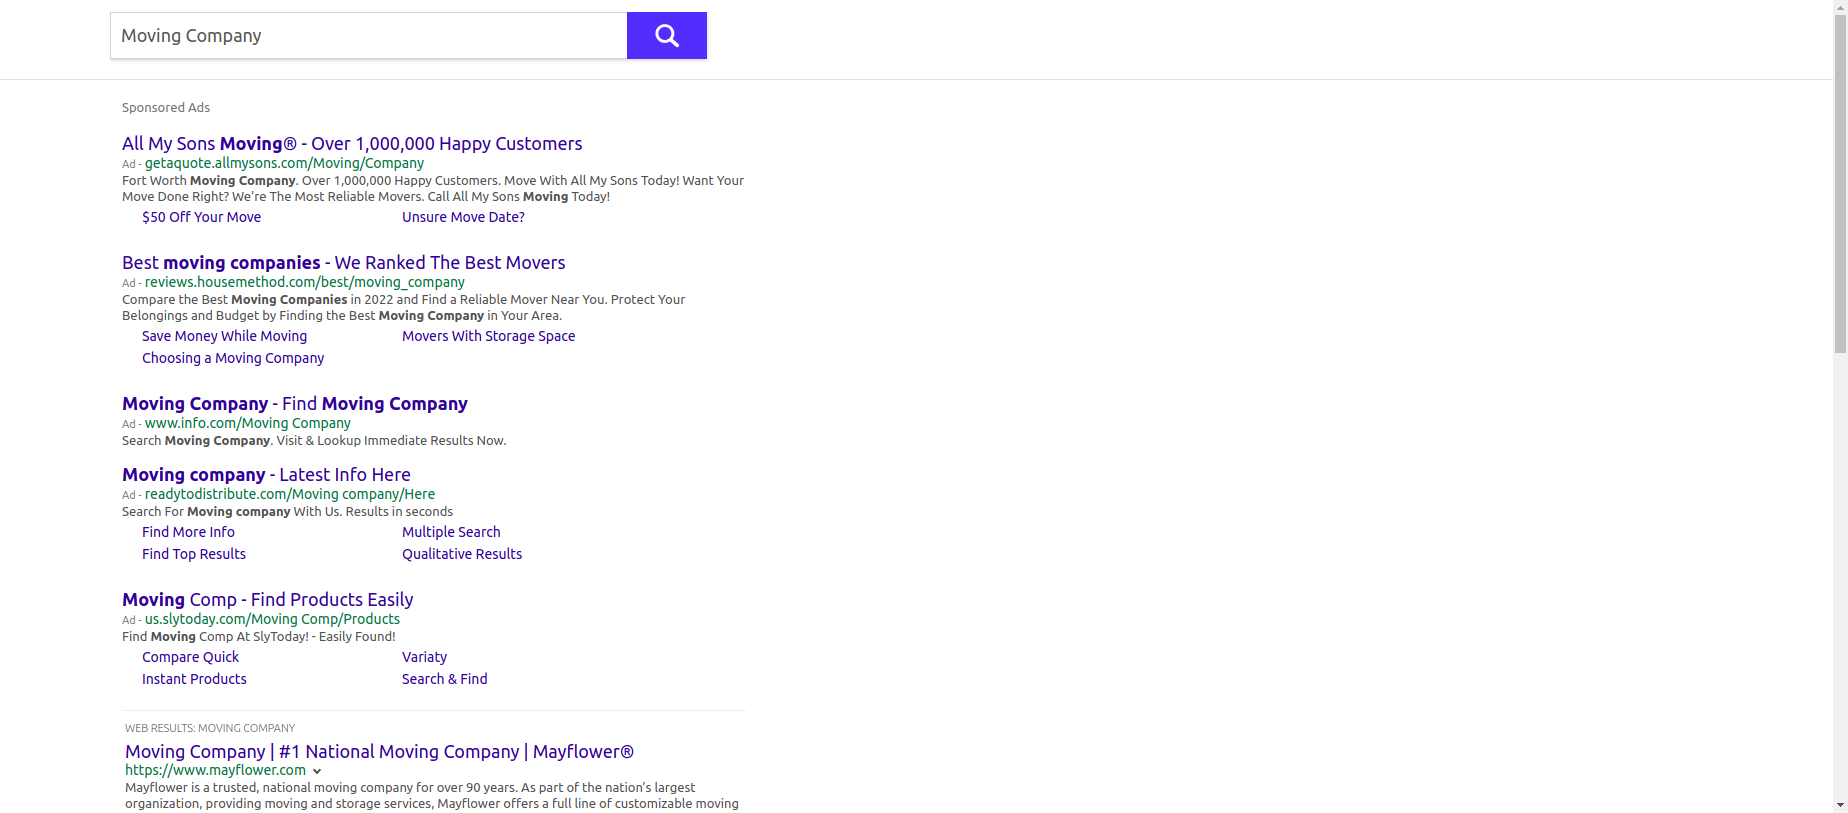 Moving Company
Sponsored Ads
All My Sons Moving® - Over 1,000,000 Happy Customers
Ad - getaquote.allmysons.com/Moving/Company
Fort Worth Moving Company. Over 1,000,000 Happy Customers. Move With All My Sons Today! Want Your
Move Done Right? We're The Most Reliable Movers. Call All My Sons Moving Today!
$50 Off Your Move Unsure Move Date?
Best moving companies - We Ranked The Best Movers
Ad - reviews.housemethod.com/best/moving_company
Compare the Best Moving Companies in 2022 and Find a Reliable Mover Near You. Protect Your
Belongings and Budget by Finding the Best Moving Company in Your Area.
Save Money While Moving Movers With Storage Space
Choosing a Moving Company
Moving Company - Find Moving Company
Ad - www.info.com/Moving Company
Search Moving Company. Visit & Lookup Immediate Results Now.
Moving company - Latest Info Here
Ad - readytodistribute.com/Moving company/Here
Search For Moving company With Us. Results in seconds
Find More Info Multiple Search
Find Top Results Qualitative Results
Moving Comp - Find Products Easily
Ad - us.slytoday.com/Moving Comp/Products
Find Moving Comp At SlyToday! - Easily Found!
Compare Quick Variaty
Instant Products Search & Find
WEB RESULTS: MOVING COMPANY
Moving Company | #1 National Moving Company | Mayflower®
https://www.mayflower.com
Mayflower is a trusted, national moving company for over 90 years. As part of the nation's largest
organization, providing moving and storage services, Mayflower offers a full line of customizable moving